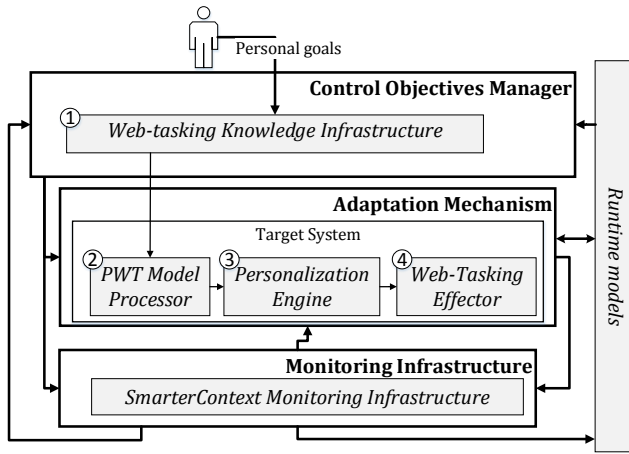 Personal goals
Control Objectives Manager
1
Web-tasking Knowledge Infrastructure
Adaptation Mechanism
Target System
2
PWT Model
Processor
3
Personalization
Engine
4
Web-Tasking
Effector
Monitoring Infrastructure
SmarterContext Monitoring Infrastructure
Runtime models